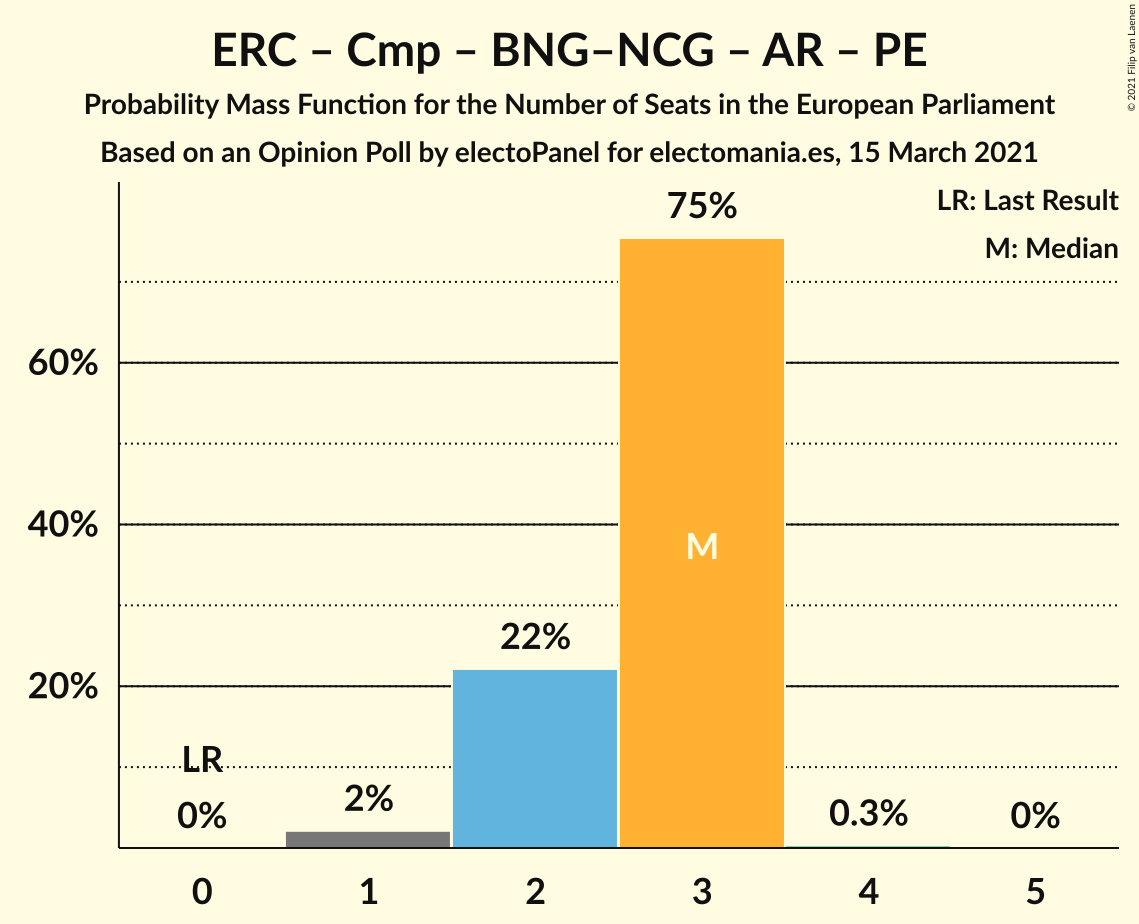 ERC – Cmp – BNG–NCG – AR – PE
Probability Mass Function for the Number of Seats in the European Parliament
Based on an Opinion Poll by electoPanel for electomania.es, 15 March 2021
© 2021 Filip van Laenen
LR: Last Result
M: Median
75%
60%
40%
M
22%
20%
LR
0%
2%
0.3%
0%
0 1 2 3 4 5